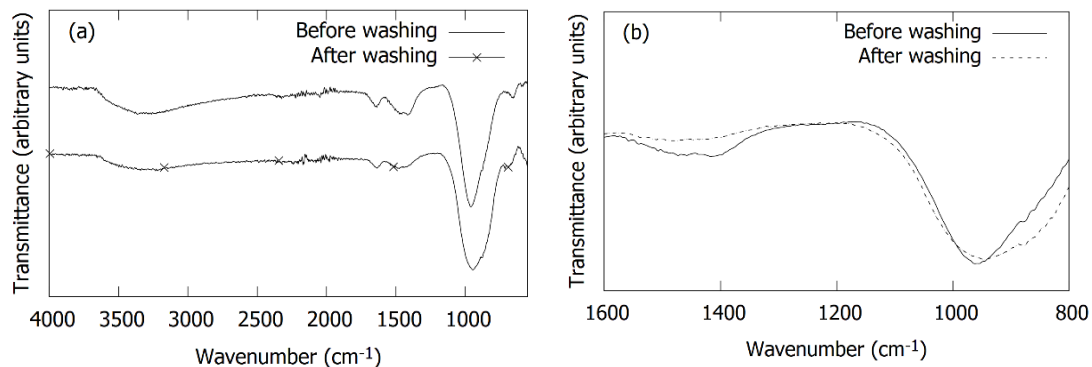 (a)
Before washing
After washing
Transmittance (arbitrary units)
4000 3500 3000 2500 2000 1500 1000
Wavenumber (cm⁻¹)
(b)
Before washing
After washing
Transmittance (arbitrary units)
1600 1400 1200 1000 800
Wavenumber (cm⁻¹)